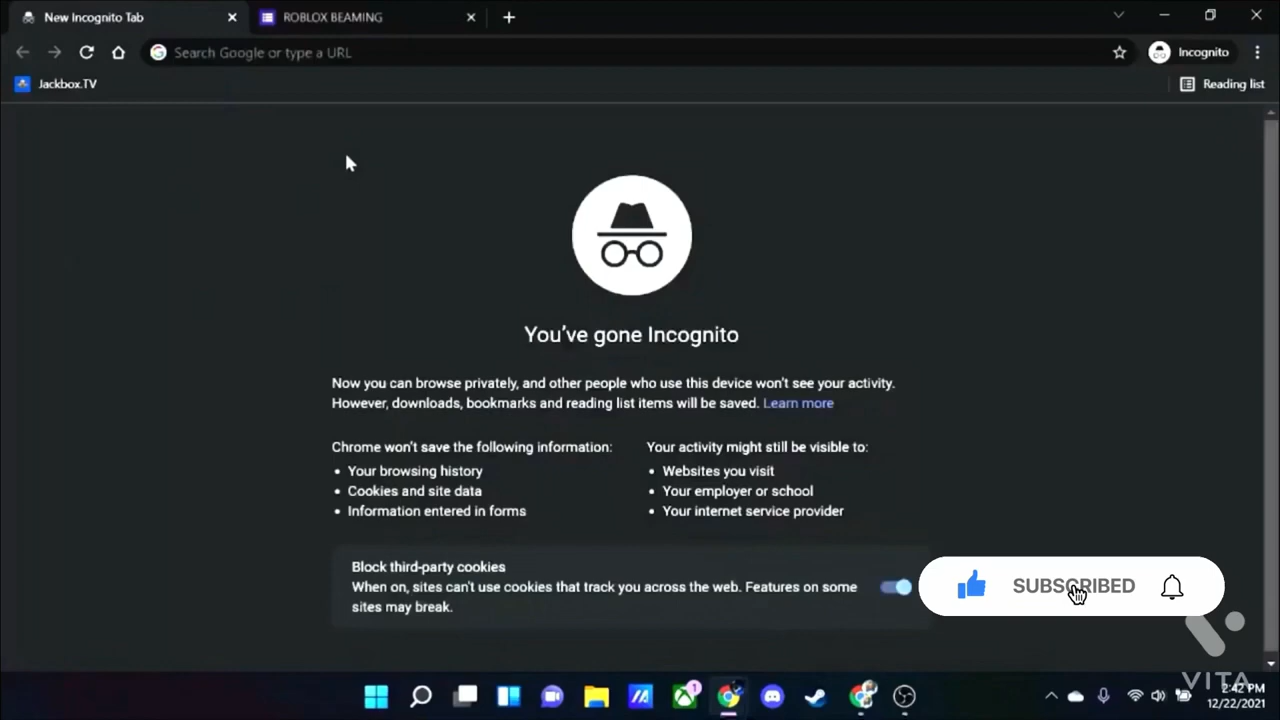 New Incognito Tab
ROBLOX BEAMING
Search Google or type a URL
Incognito
Jackbox.TV
Reading list
You've gone Incognito
Now you can browse privately, and other people who use this device won't see your activity.
However, downloads, bookmarks and reading list items will be saved. Learn more
Chrome won't save the following information:
• Your browsing history
• Cookies and site data
• Information entered in forms
Your activity might still be visible to:
• Websites you visit
• Your employer or school
• Your internet service provider
Block third-party cookies
When on, sites can't use cookies that track you across the web. Features on some
sites may break.
SUBSCRIBED
VITA
1
2:42 PM
12/22/2021